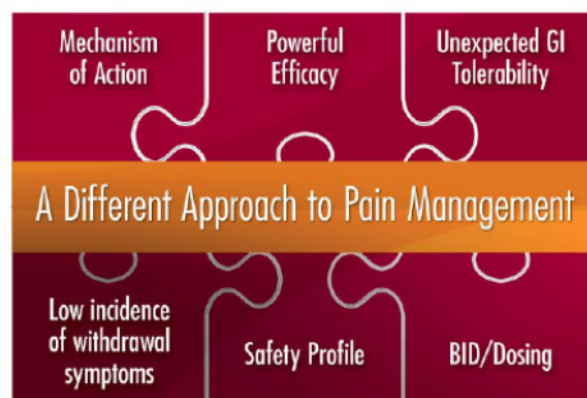 Mechanism
of Action
Powerful
Efficacy
Unexpected GI
Tolerability
A Different Approach to Pain Management
Low incidence
of withdrawal
symptoms
Safety Profile
BID/Dosing